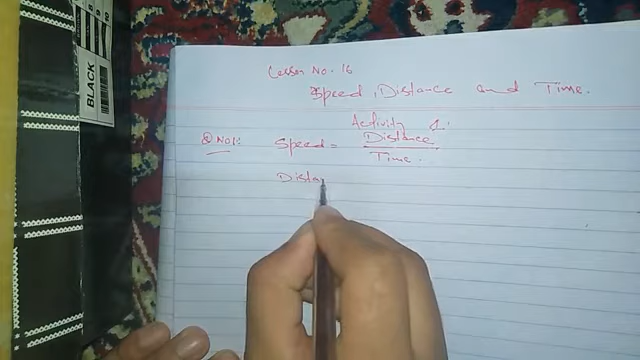 BLACK
Lesson No. 16
Speed, Distance and Time.
Activity 1:
Q No1: Speed = Distance
Time.
Dista